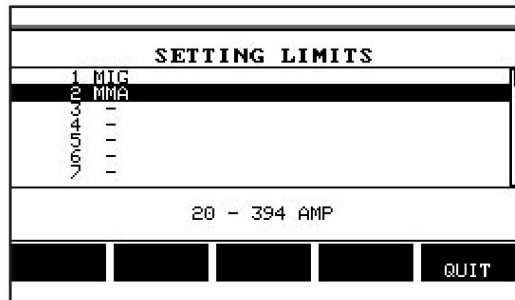 SETTING LIMITS
1 MIG
2 MMA
3 -
4 -
5 -
6 -
7 -
20 - 394 AMP
QUIT